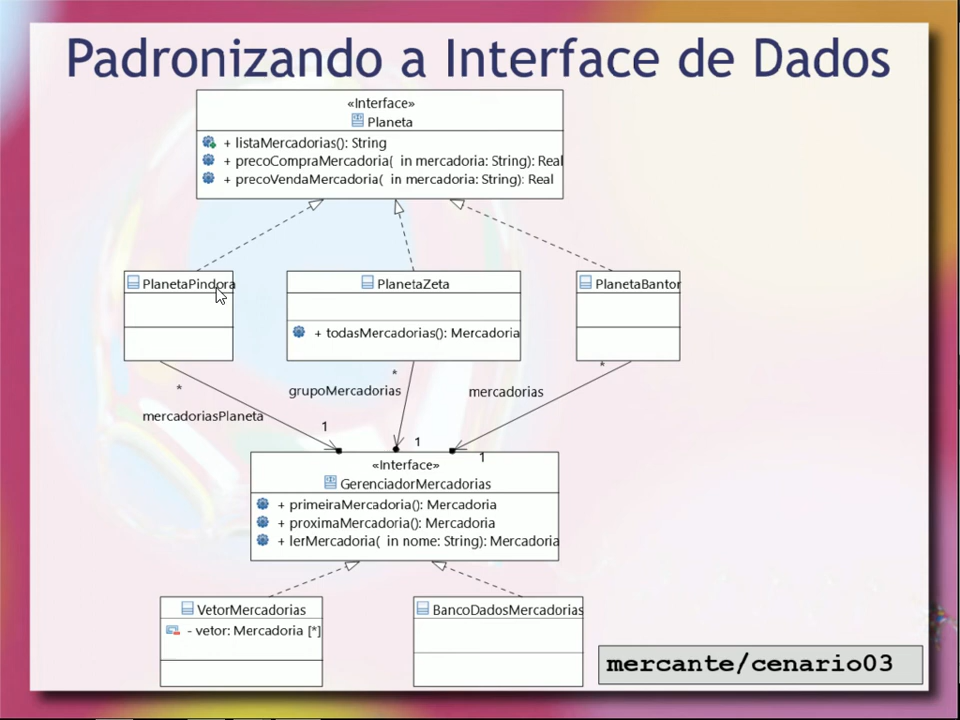 Padronizando a Interface de Dados
«Interface»
Planeta
+ listaMercadorias(): String
+ precoCompraMercadoria( in mercadoria: String): Real
+ precoVendaMercadoria( in mercadoria: String): Real
PlanetaPindora
PlanetaZeta
PlanetaBantor
+ todasMercadorias(): Mercadoria
*
*
*
grupoMercadorias
mercadorias
mercadoriasPlaneta
1
1
1
«Interface»
GerenciadorMercadorias
+ primeiraMercadoria(): Mercadoria
+ proximaMercadoria(): Mercadoria
+ lerMercadoria( in nome: String): Mercadoria
VetorMercadorias
BancoDadosMercadorias
- vetor: Mercadoria [*]
mercante/cenario03